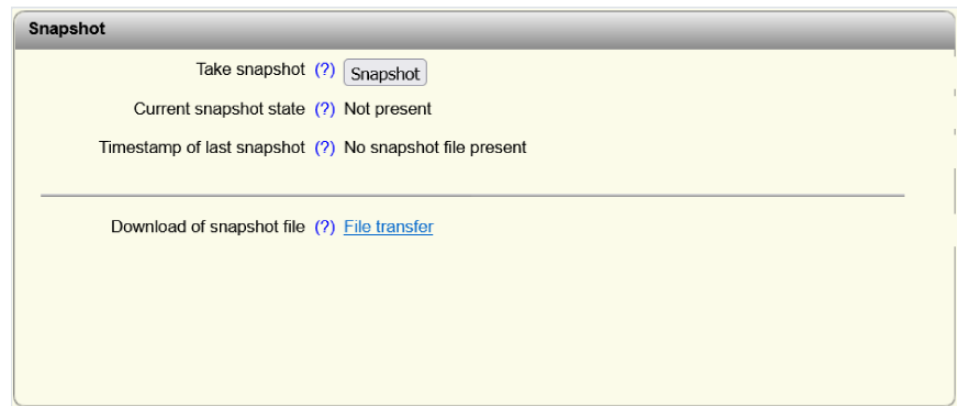 Snapshot
Take snapshot (?) Snapshot
Current snapshot state (?) Not present
Timestamp of last snapshot (?) No snapshot file present
Download of snapshot file (?) File transfer